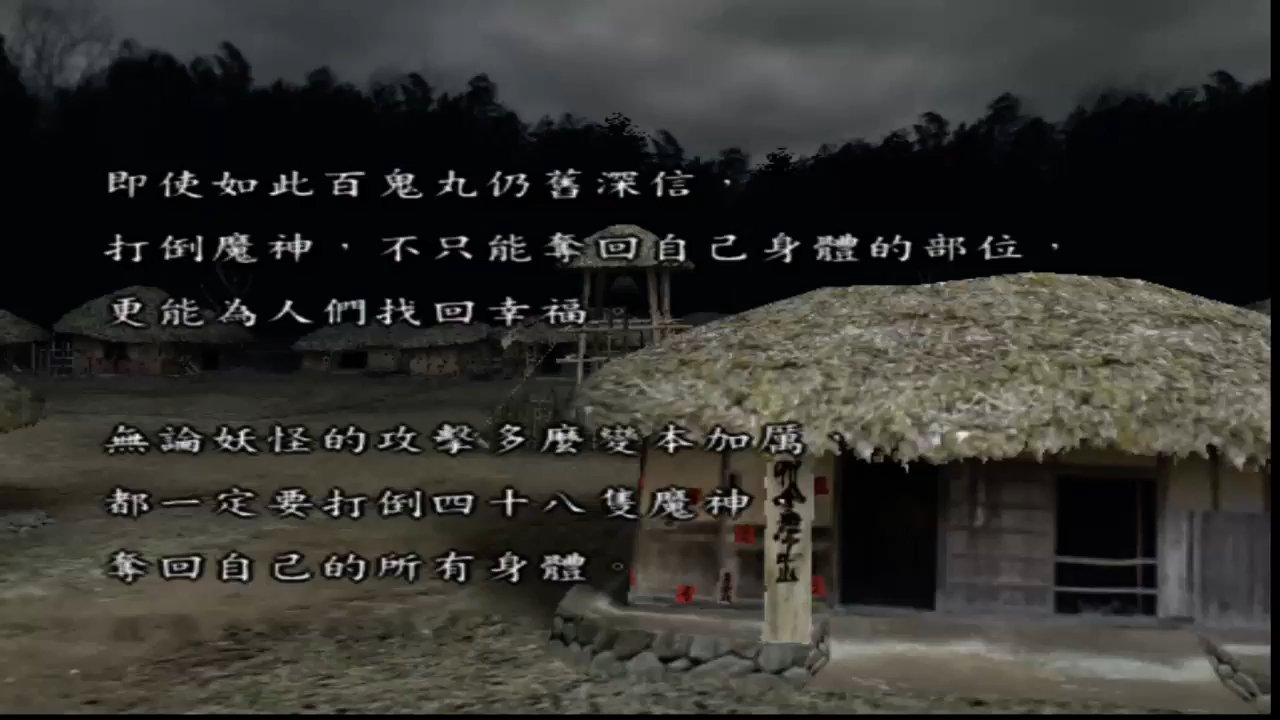 即使如此百鬼丸仍舊深信，
打倒魔神，不只能奪回自己身體的部位，
更能為人們找回幸福。
無論妖怪的攻擊多麼變本加厲、
都一定要打倒四十八隻魔神
奪回自己的所有身體。